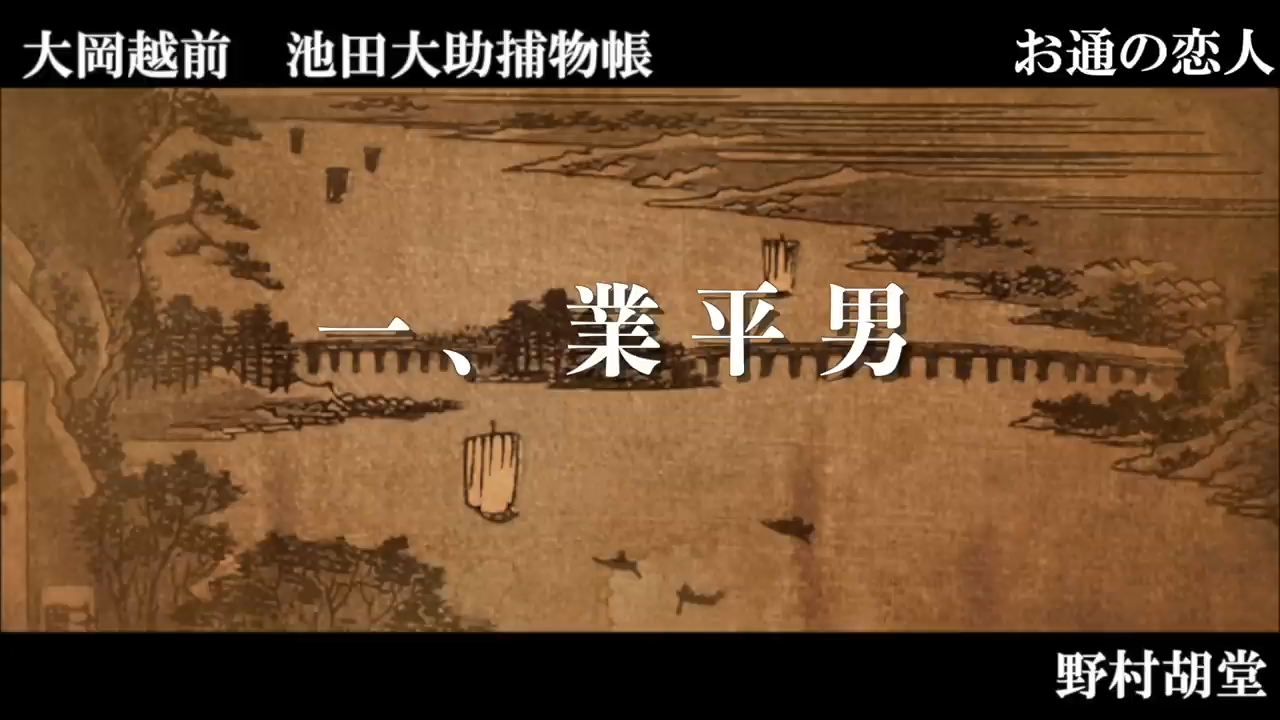 大岡越前　池田大助捕物帳
お通の恋人
一、業平男
野村胡堂